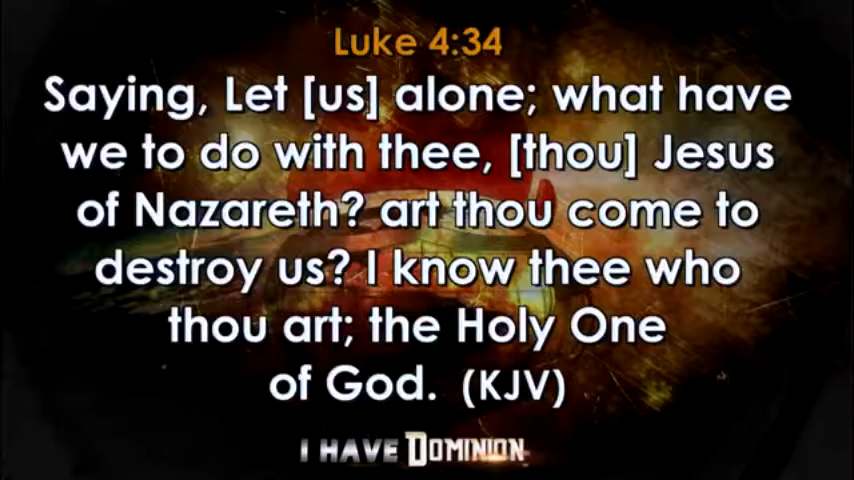 Luke 4:34
Saying, Let [us] alone; what have
we to do with thee, [thou] Jesus
of Nazareth? art thou come to
destroy us? I know thee who
thou art; the Holy One
of God. (KJV)
I HAVE DOMINION